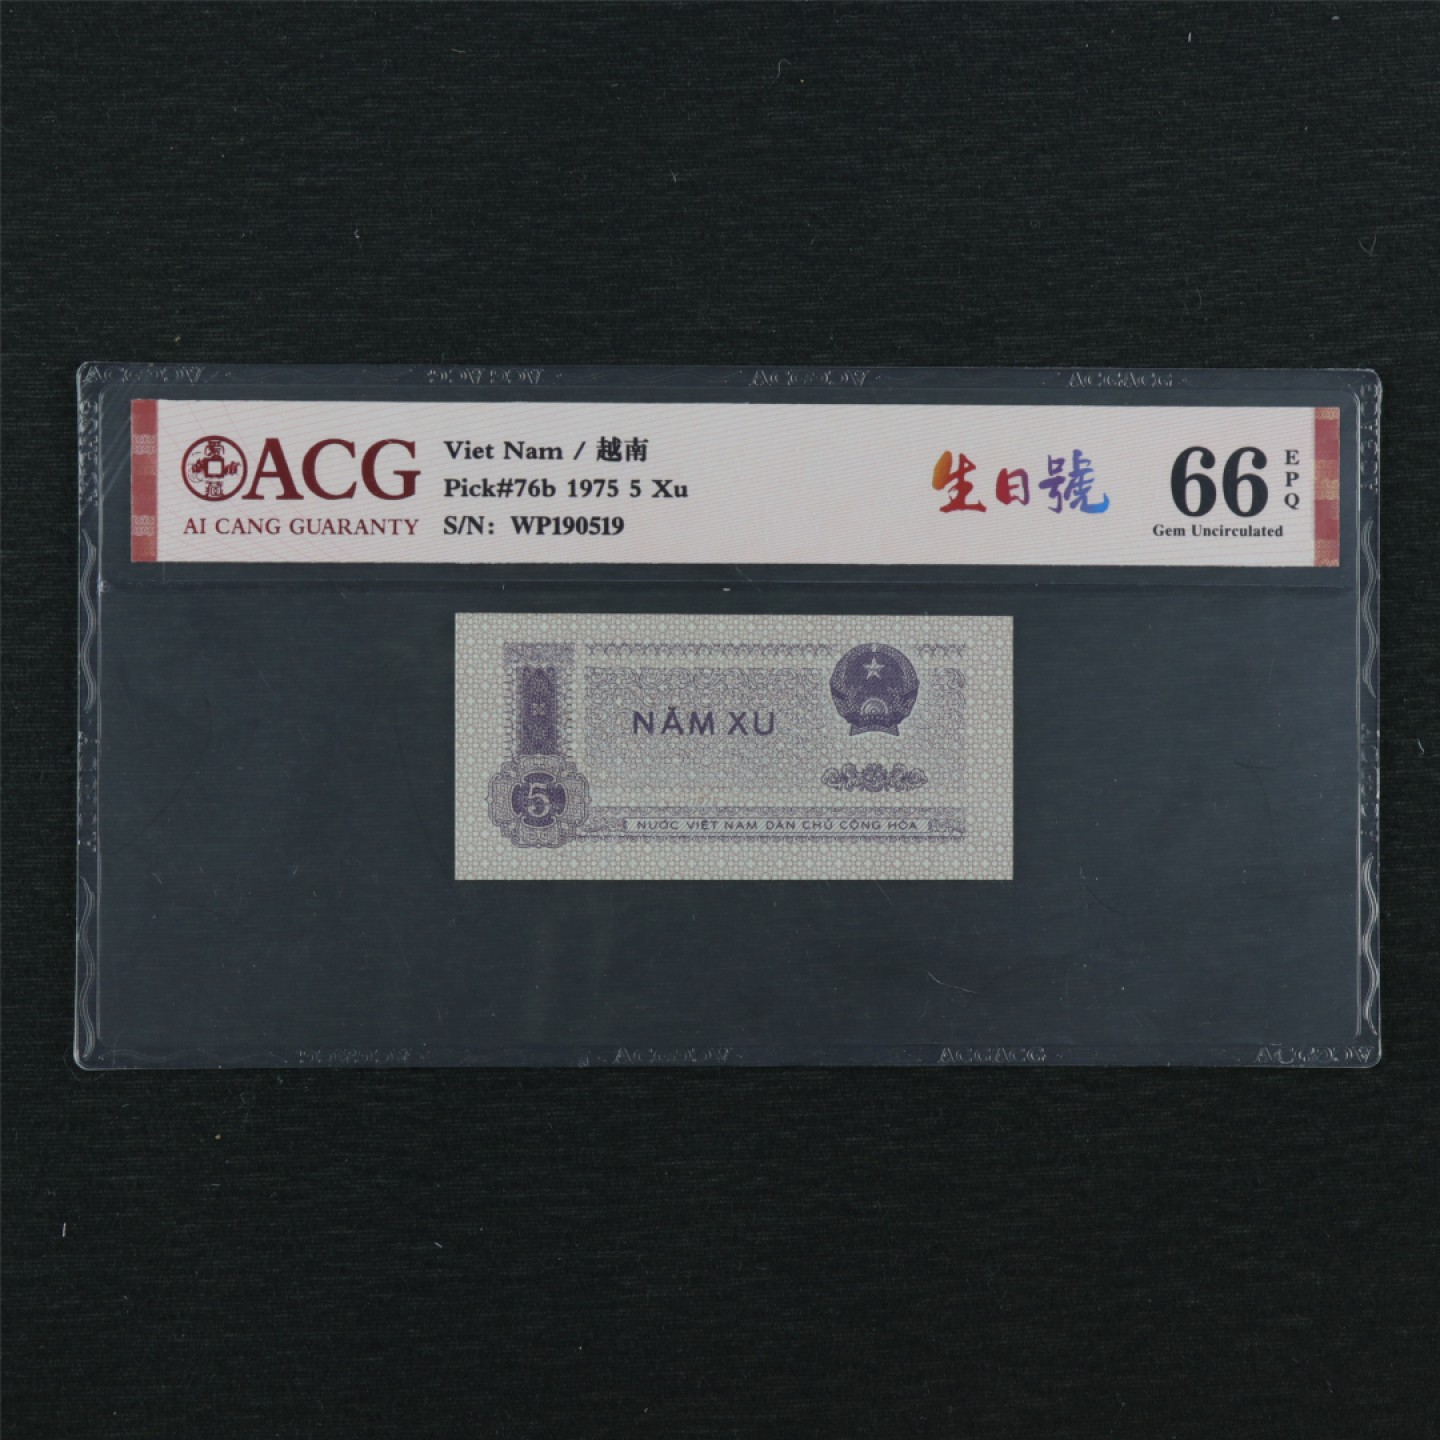 ACG
AI CANG GUARANTY
Viet Nam / 越南
Pick#76b 1975 5 Xu
S/N: WP190519
生日號
66
EPQ
Gem Uncirculated
NĂM XU
5
NƯỚC VIỆT NAM DÂN CHỦ CỘNG HÒA